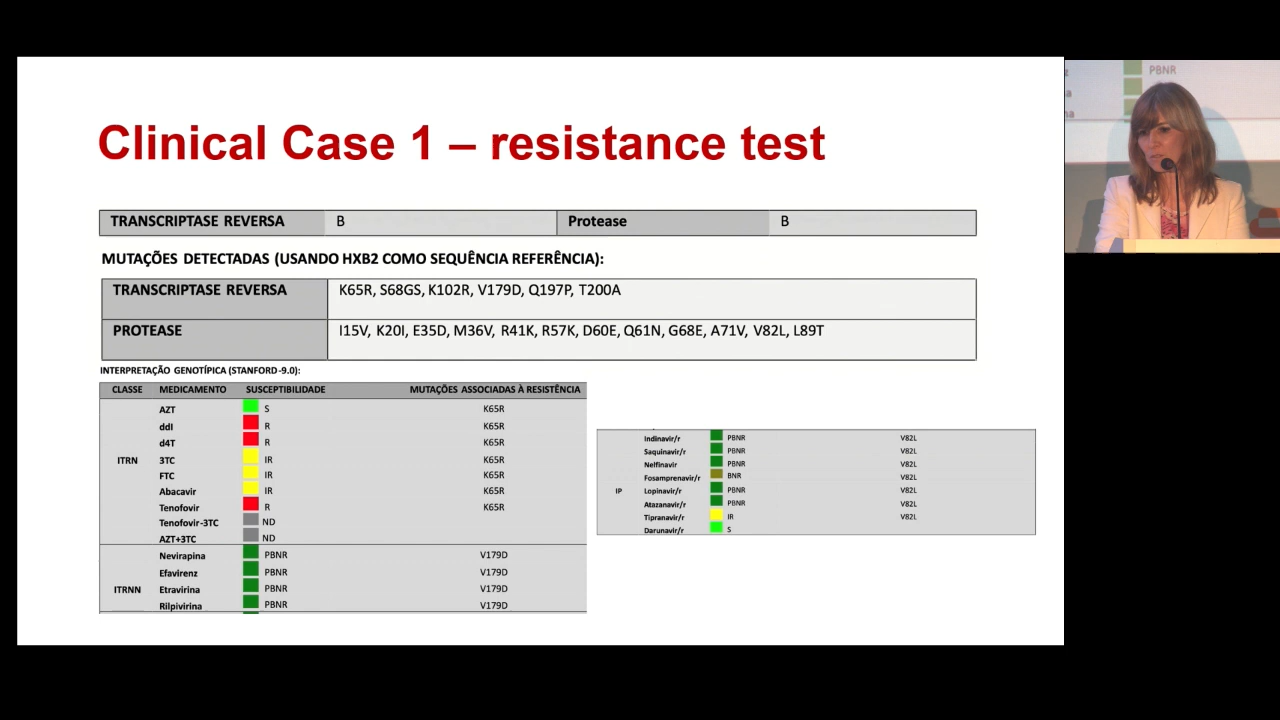 Clinical Case 1 – resistance test
TRANSCRIPTASE REVERSA B Protease B
MUTAÇÕES DETECTADAS (USANDO HXB2 COMO SEQUÊNCIA REFERÊNCIA):
TRANSCRIPTASE REVERSA K65R, S68GS, K102R, V179D, Q197P, T200A
PROTEASE I15V, K20I, E35D, M36V, R41K, R57K, D60E, Q61N, G68E, A71V, V82L, L89T
INTERPRETAÇÃO GENOTÍPICA (STANFORD-9.0):
CLASSE MEDICAMENTO SUSCEPTIBILIDADE MUTAÇÕES ASSOCIADAS À RESISTÊNCIA
AZT S K65R
ddI R K65R
d4T R K65R
ITRN 3TC IR K65R
FTC IR K65R
Abacavir IR K65R
Tenofovir R K65R
Tenofovir-3TC ND
AZT+3TC ND
Nevirapina PBNR V179D
Efavirenz PBNR V179D
ITRNN Etravirina PBNR V179D
Rilpivirina PBNR V179D
Indinavir/r PBNR V82L
Saquinavir/r PBNR V82L
Nelfinavir PBNR V82L
Fosamprenavir/r BNR V82L
IP Lopinavir/r PBNR V82L
Atazanavir/r PBNR V82L
Tipranavir/r IR V82L
Darunavir/r S
PBNR